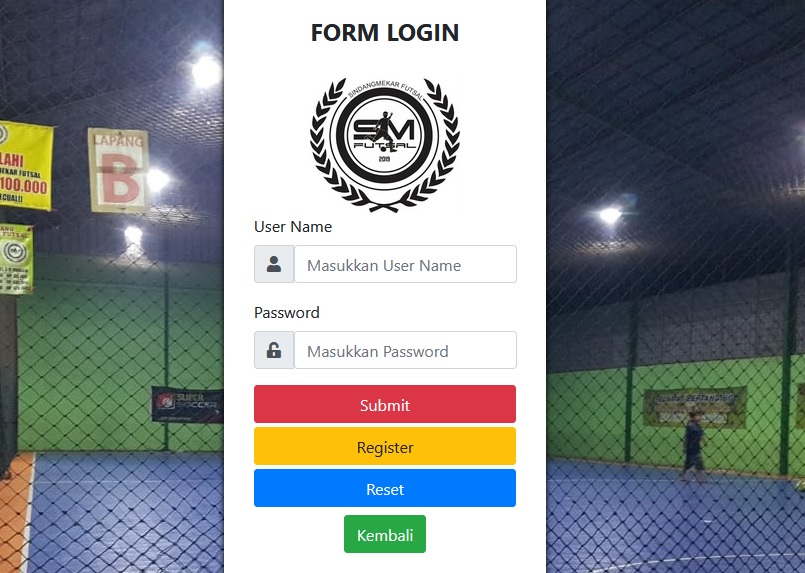 FORM LOGIN
SINDANGMEKAR FUTSAL
SM
FUTSAL
2019
User Name
Masukkan User Name
Password
Masukkan Password
Submit
Register
Reset
Kembali
LAPANG
B
LAHI
MEKAR FUTSAL
100.000
FUTSAL
SUPER
SOCCER